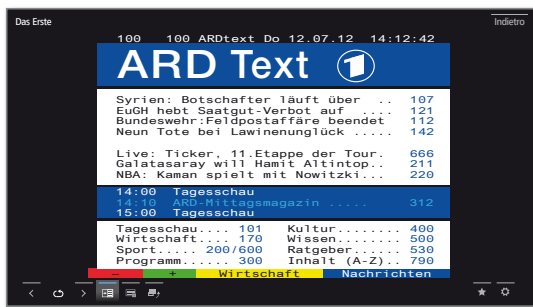 Das Erste
Indietro
100 100 ARDtext Do 12.07.12 14:12:42
ARD Text 1
Syrien: Botschafter läuft über .. 107
EuGH hebt Saatgut-Verbot auf .... 121
Bundeswehr:Feldpostaffäre beendet 112
Neun Tote bei Lawinenunglück ..... 142
Live: Ticker, 11.Etappe der Tour. 666
Galatasaray will Hamit Altintop.. 211
NBA: Kaman spielt mit Nowitzki... 220
14:00 Tagesschau
14:10 ARD-Mittagsmagazin ..... 312
15:00 Tagesschau
Tagesschau.... 101 Kultur........ 400
Wirtschaft.... 170 Wissen........ 500
Sport..... 200/600 Ratgeber...... 530
Programm...... 300 Inhalt (A-Z).. 790
- + Wirtschaft Nachrichten